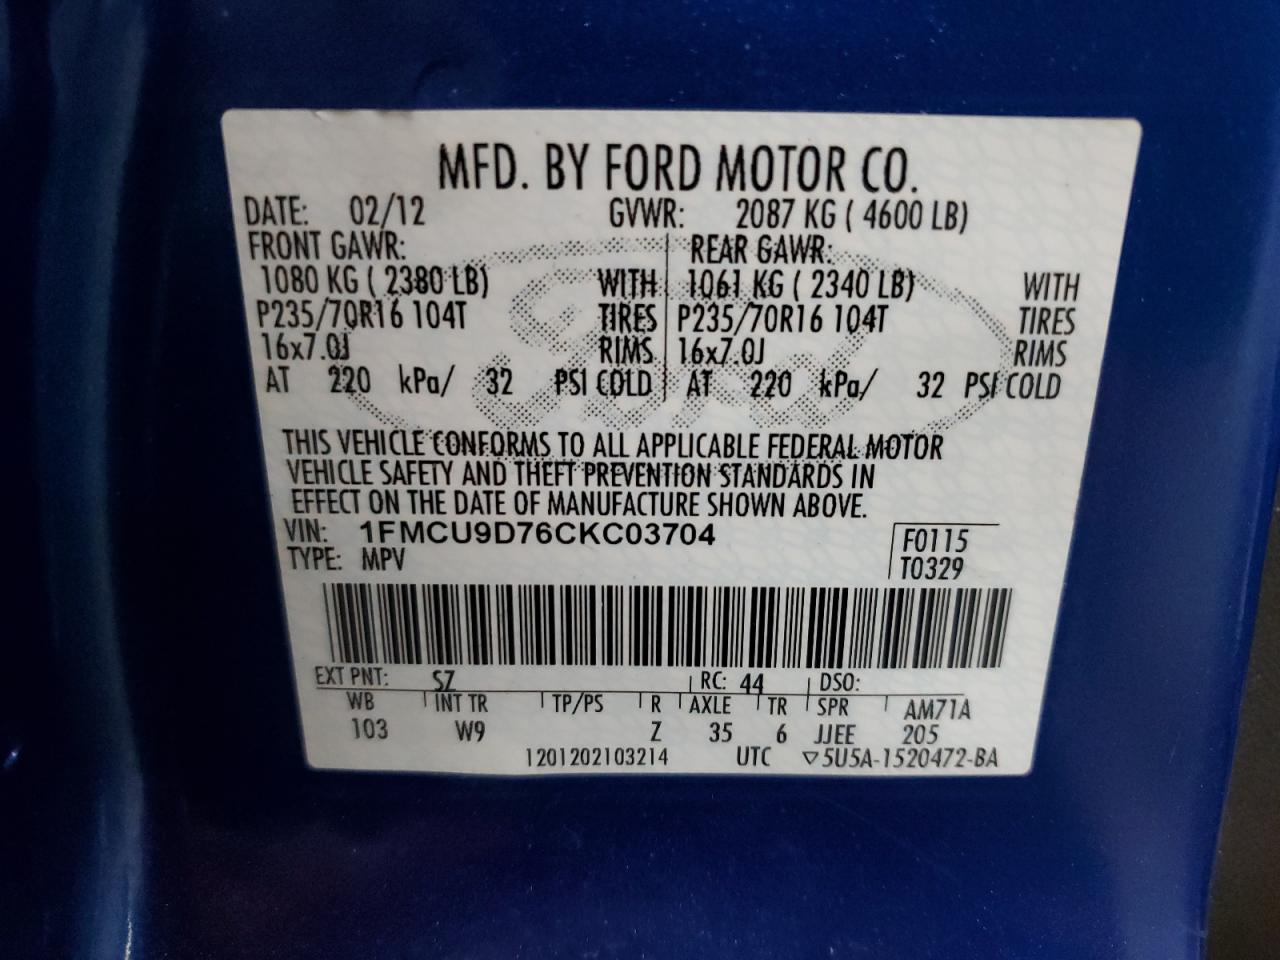 MFD. BY FORD MOTOR CO.
DATE: 02/12 GVWR: 2087 KG ( 4600 LB)
FRONT GAWR: REAR GAWR:
1080 KG ( 2380 LB) WITH 1061 KG ( 2340 LB) WITH
P235/70R16 104T TIRES P235/70R16 104T TIRES
16x7.0J RIMS 16x7.0J RIMS
AT 220 kPa/ 32 PSI COLD AT 220 kPa/ 32 PSI COLD
Ford
THIS VEHICLE CONFORMS TO ALL APPLICABLE FEDERAL MOTOR
VEHICLE SAFETY AND THEFT PREVENTION STANDARDS IN
EFFECT ON THE DATE OF MANUFACTURE SHOWN ABOVE.
VIN: 1FMCU9D76CKC03704 F0115
TYPE: MPV T0329
EXT PNT: SZ RC: 44 DSO:
WB INT TR TP/PS R AXLE TR SPR AM71A
103 W9 Z 35 6 JJEE 205
1201202103214 UTC ▽5U5A-1520472-BA